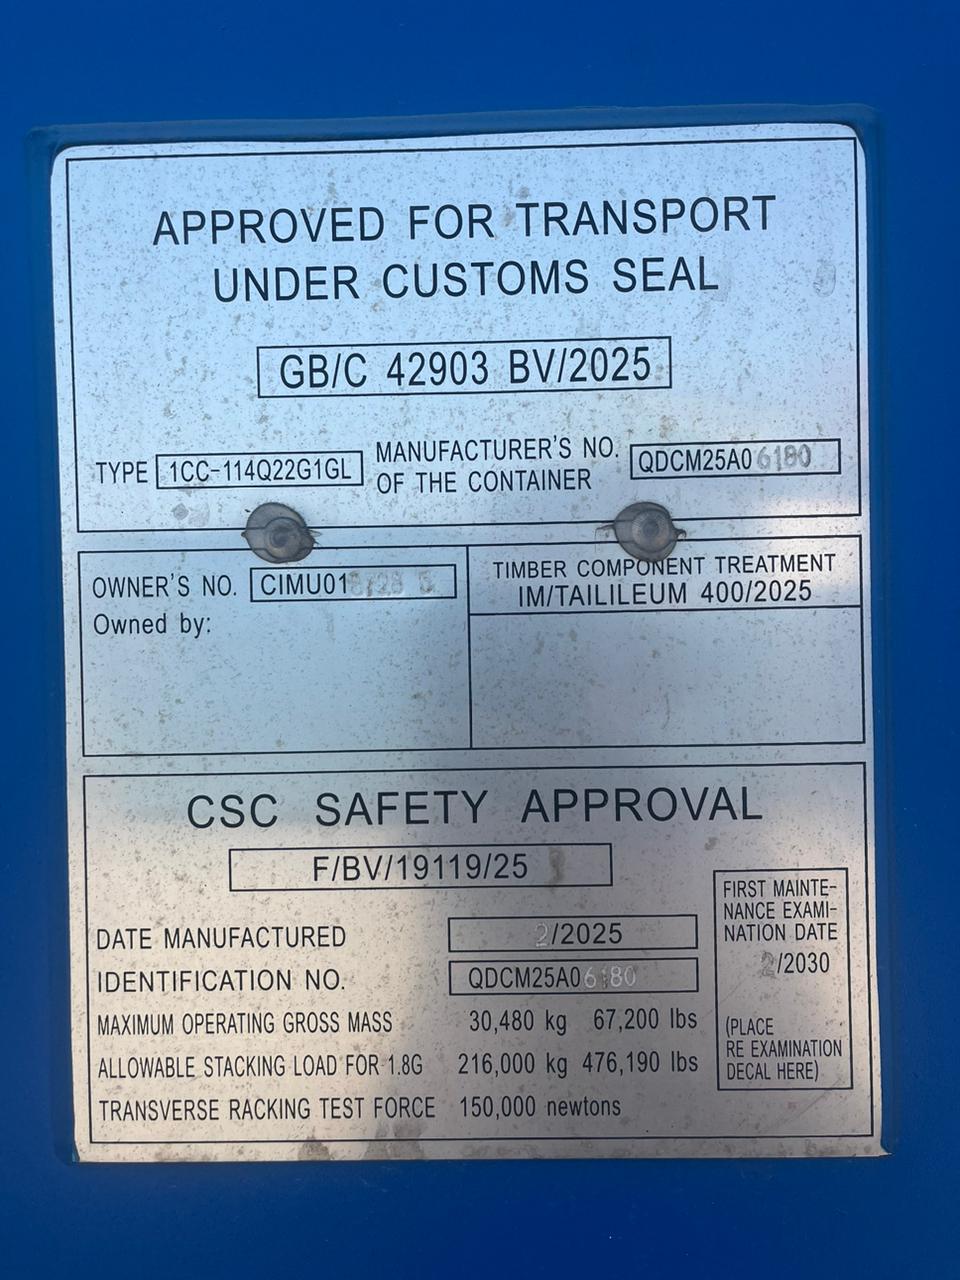 APPROVED FOR TRANSPORT
UNDER CUSTOMS SEAL
GB/C 42903 BV/2025
TYPE 1CC-114Q22G1GL
MANUFACTURER'S NO.
OF THE CONTAINER
QDCM25A06180
OWNER'S NO.
Owned by:
TIMBER COMPONENT TREATMENT
IM/TAILILEUM 400/2025
CSC SAFETY APPROVAL
F/BV/19119/25
DATE MANUFACTURED 2/2025
IDENTIFICATION NO. QDCM25A06180
MAXIMUM OPERATING GROSS MASS 30,480 kg 67,200 lbs
ALLOWABLE STACKING LOAD FOR 1.8G 216,000 kg 476,190 lbs
TRANSVERSE RACKING TEST FORCE 150,000 newtons
FIRST MAINTE-
NANCE EXAMI-
NATION DATE
2/2030
(PLACE
RE EXAMINATION
DECAL HERE)